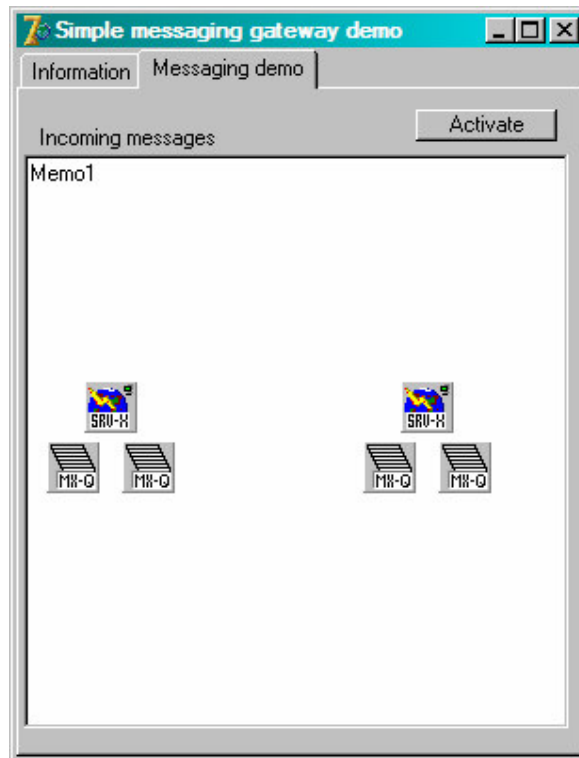 Simple messaging gateway demo
Information Messaging demo
Incoming messages Activate
Memo1
SRV-X SRV-X
MX-Q MX-Q MX-Q MX-Q